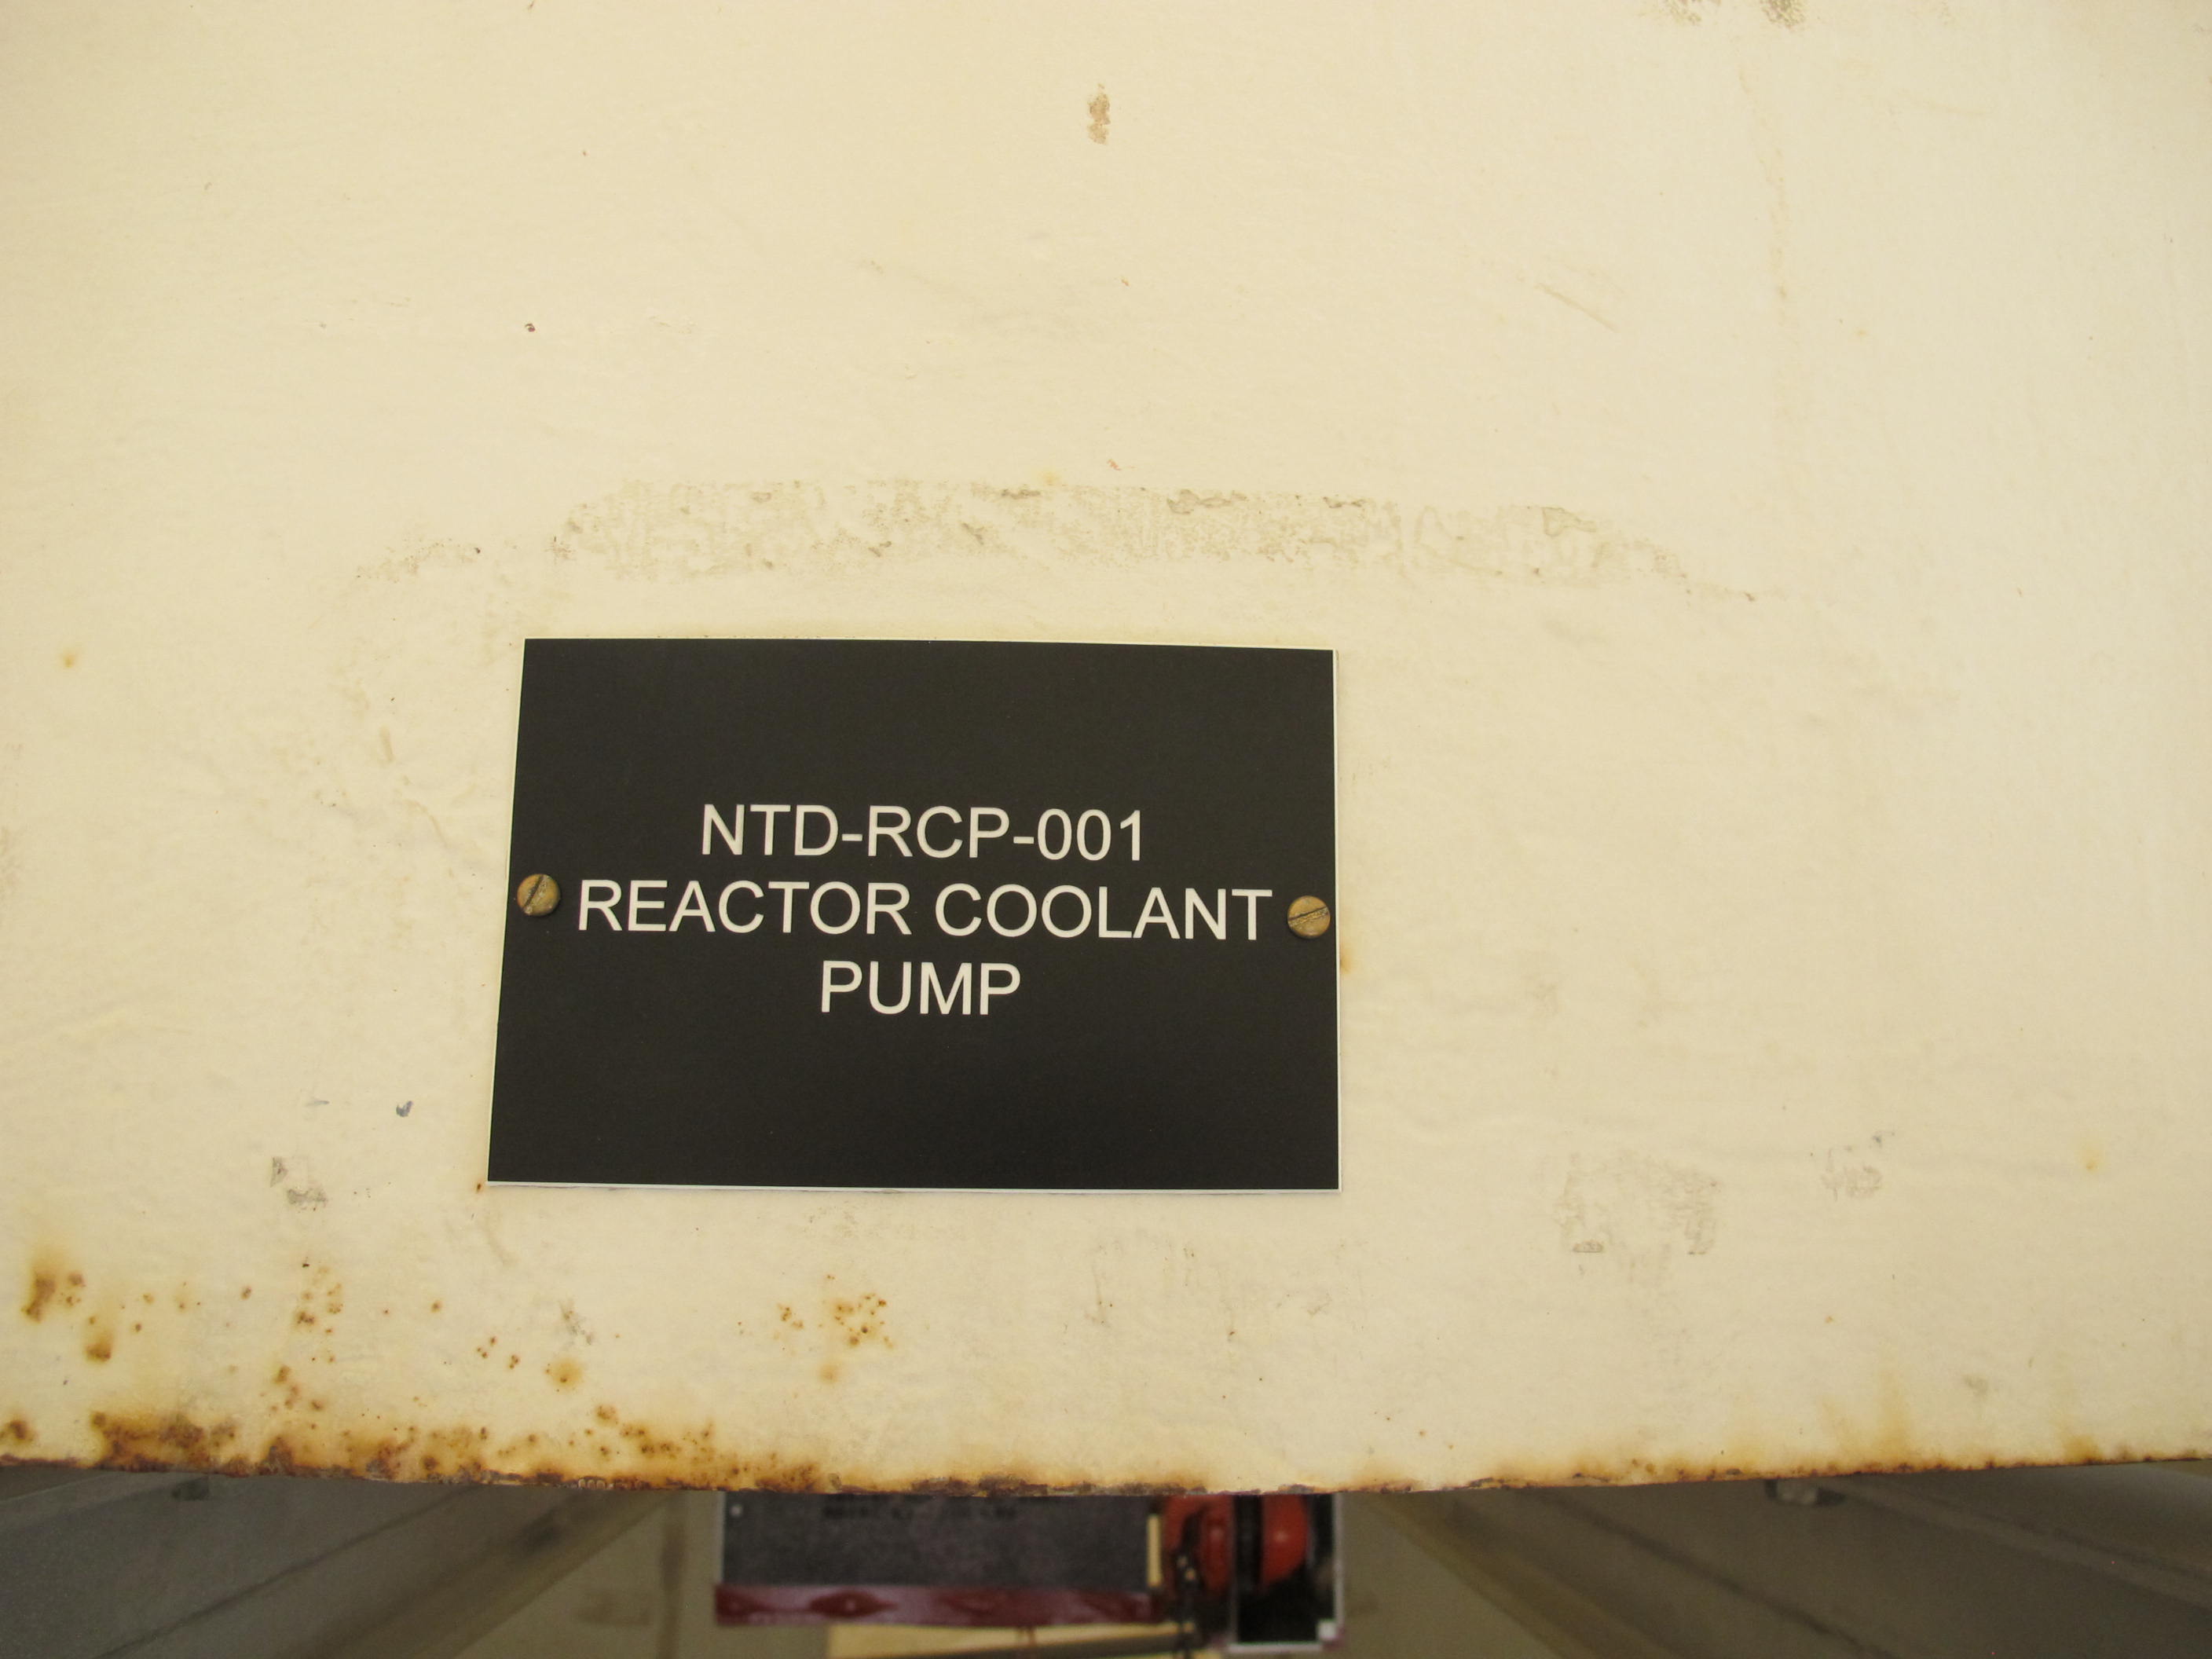 NTD-RCP-001
REACTOR COOLANT
PUMP